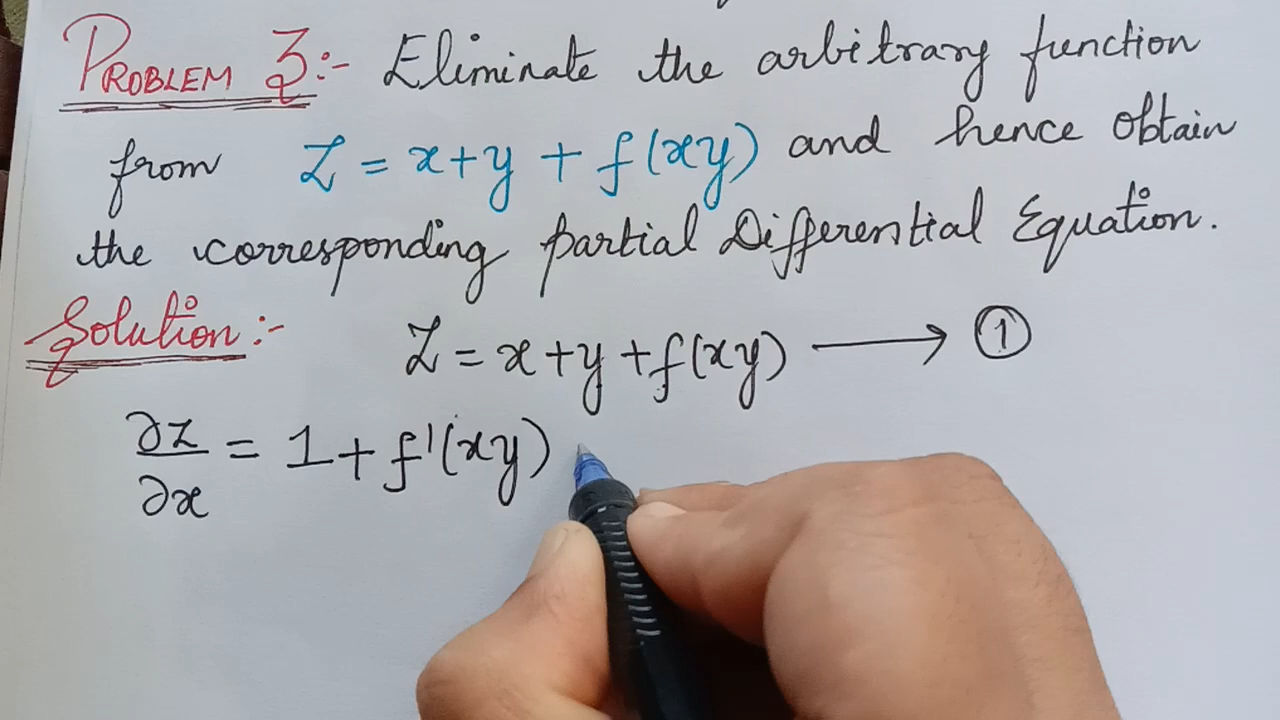 PROBLEM 3:- Eliminate the arbitrary function
from Z = x+y + f(xy) and hence obtain
the corresponding partial Differential Equation.
Solution:- Z = x+y+f(xy) ⟶ ①
∂z/∂x = 1+f'(xy)